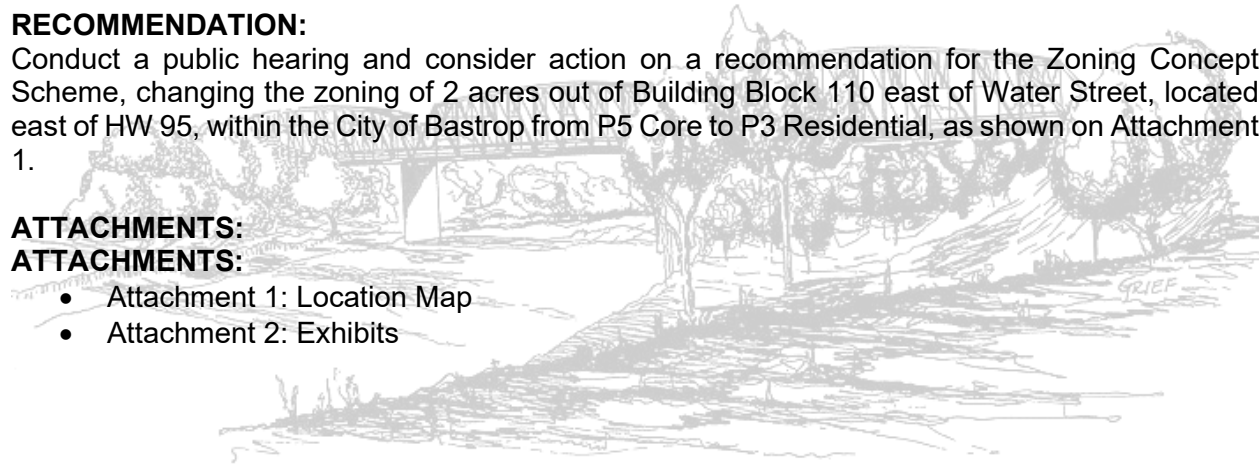 RECOMMENDATION:
Conduct a public hearing and consider action on a recommendation for the Zoning Concept
Scheme, changing the zoning of 2 acres out of Building Block 110 east of Water Street, located
east of HW 95, within the City of Bastrop from P5 Core to P3 Residential, as shown on Attachment
1.
ATTACHMENTS:
ATTACHMENTS:
• Attachment 1: Location Map
• Attachment 2: Exhibits
GRIEF